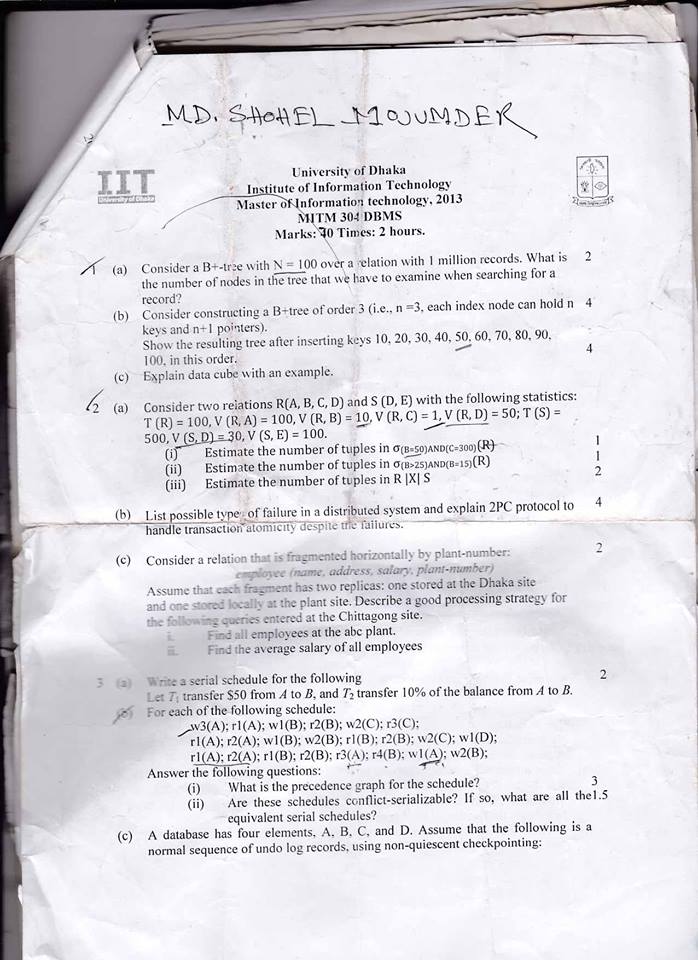 MD. SHOHEL MOJUMDER
IIT
University of Dhaka
University of Dhaka
Institute of Information Technology
Master of Information technology, 2013
MITM 304 DBMS
Marks: 70 Times: 2 hours.
1 (a) Consider a B+-tree with N = 100 over a relation with 1 million records. What is 2
the number of nodes in the tree that we have to examine when searching for a
record?
(b) Consider constructing a B+tree of order 3 (i.e., n =3, each index node can hold n 4
keys and n+1 pointers).
Show the resulting tree after inserting keys 10, 20, 30, 40, 50, 60, 70, 80, 90,
100, in this order. 4
(c) Explain data cube with an example.
2 (a) Consider two relations R(A, B, C, D) and S (D, E) with the following statistics:
T (R) = 100, V (R, A) = 100, V (R, B) = 10, V (R, C) = 1, V (R, D) = 50; T (S) =
500, V (S, D) = 30, V (S, E) = 100.
(i) Estimate the number of tuples in σ(B=50)AND(C=300)(R) 1
(ii) Estimate the number of tuples in σ(B>25)AND(B=15)(R) 1
(iii) Estimate the number of tuples in R |X| S 2
(b) List possible types of failure in a distributed system and explain 2PC protocol to 4
handle transaction atomicity despite the failures.
(c) Consider a relation that is fragmented horizontally by plant-number: 2
employee (name, address, salary, plant-number)
Assume that each fragment has two replicas: one stored at the Dhaka site
and one stored locally at the plant site. Describe a good processing strategy for
the following queries entered at the Chittagong site.
i. Find all employees at the abc plant.
ii. Find the average salary of all employees
3 (a) Write a serial schedule for the following 2
Let T1 transfer $50 from A to B, and T2 transfer 10% of the balance from A to B.
(b) For each of the following schedule:
w3(A); r1(A); w1(B); r2(B); w2(C); r3(C);
r1(A); r2(A); w1(B); w2(B); r1(B); r2(B); w2(C); w1(D);
r1(A); r2(A); r1(B); r2(B); r3(A); r4(B); w1(A); w2(B);
Answer the following questions:
(i) What is the precedence graph for the schedule? 3
(ii) Are these schedules conflict-serializable? If so, what are all the 1.5
equivalent serial schedules?
(c) A database has four elements, A, B, C, and D. Assume that the following is a
normal sequence of undo log records, using non-quiescent checkpointing: